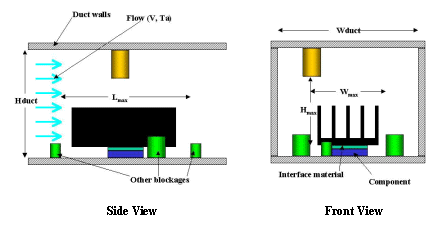 Duct walls
Flow (V, Ta)
Hduct
Lmax
Other blockages
Side View
Wduct
Wmax
Hmax
Interface material
Component
Front View